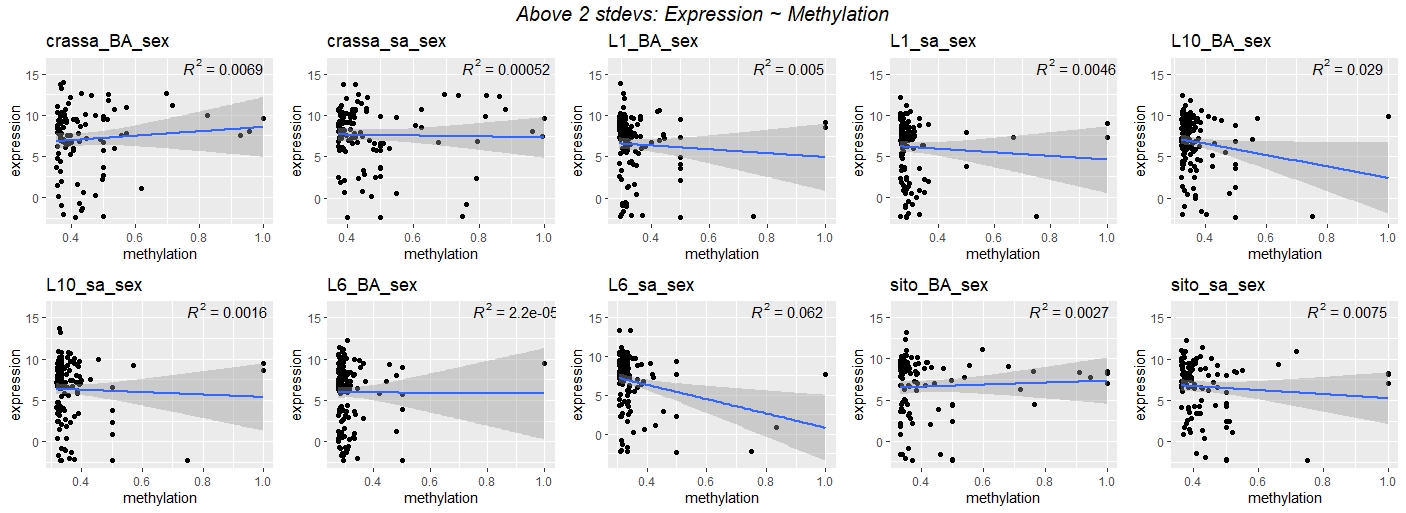 Above 2 stdevs: Expression ~ Methylation
crassa_BA_sex
R² = 0.0069
15
10
5
0
expression
0.4 0.6 0.8 1.0
methylation
crassa_sa_sex
R² = 0.00052
15
10
5
0
expression
0.4 0.6 0.8 1.0
methylation
L1_BA_sex
R² = 0.005
15
10
5
0
expression
0.4 0.6 0.8 1.0
methylation
L1_sa_sex
R² = 0.0046
15
10
5
0
expression
0.4 0.6 0.8 1.0
methylation
L10_BA_sex
R² = 0.029
15
10
5
0
expression
0.4 0.6 0.8 1.0
methylation
L10_sa_sex
R² = 0.0016
15
10
5
0
expression
0.4 0.6 0.8 1.0
methylation
L6_BA_sex
R² = 2.2e-05
15
10
5
0
expression
0.4 0.6 0.8 1.0
methylation
L6_sa_sex
R² = 0.062
15
10
5
0
expression
0.4 0.6 0.8 1.0
methylation
sito_BA_sex
R² = 0.0027
15
10
5
0
expression
0.4 0.6 0.8 1.0
methylation
sito_sa_sex
R² = 0.0075
15
10
5
0
expression
0.4 0.6 0.8 1.0
methylation